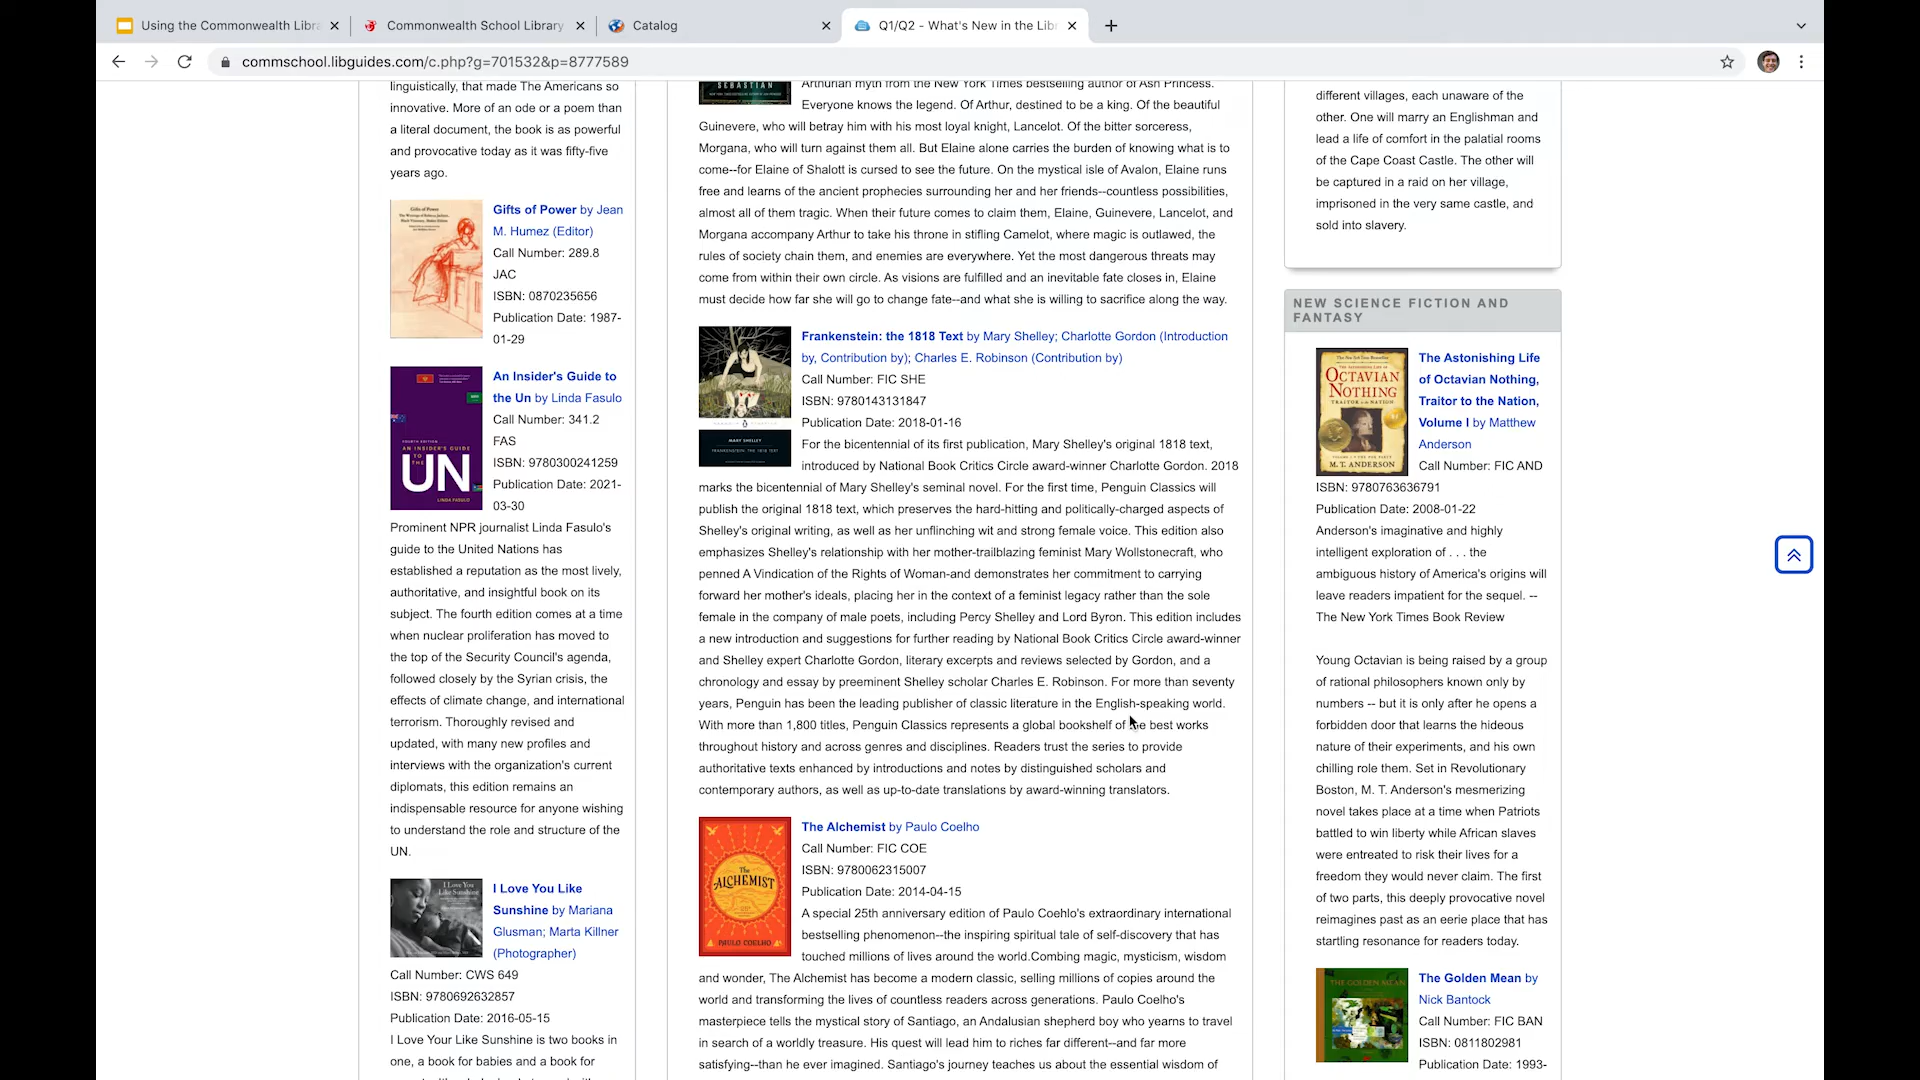 Using the Commonwealth Libra
Commonwealth School Library
Catalog
Q1/Q2 - What's New in the Libr
commschool.libguides.com/c.php?g=701532&p=8777589
linguistically, that made The Americans so
innovative. More of an ode or a poem than
a literal document, the book is as powerful
and provocative today as it was fifty-five
years ago.
Gifts of Power
Gifts of Power by Jean
M. Humez (Editor)
Call Number: 289.8
JAC
ISBN: 0870235656
Publication Date: 1987-
01-29
FOURTH EDITION
AN INSIDER'S GUIDE
TO THE
UN
LINDA FASULO
An Insider's Guide to
the Un by Linda Fasulo
Call Number: 341.2
FAS
ISBN: 9780300241259
Publication Date: 2021-
03-30
Prominent NPR journalist Linda Fasulo's
guide to the United Nations has
established a reputation as the most lively,
authoritative, and insightful book on its
subject. The fourth edition comes at a time
when nuclear proliferation has moved to
the top of the Security Council's agenda,
followed closely by the Syrian crisis, the
effects of climate change, and international
terrorism. Thoroughly revised and
updated, with many new profiles and
interviews with the organization's current
diplomats, this edition remains an
indispensable resource for anyone wishing
to understand the role and structure of the
UN.
I Love You
Like Sunshine
I Love You Like
Sunshine by Mariana
Glusman; Marta Killner
(Photographer)
Call Number: CWS 649
ISBN: 9780692632857
Publication Date: 2016-05-15
I Love Your Like Sunshine is two books in
one, a book for babies and a book for
SEBASTIAN
Arthurian myth from the New York Times bestselling author of Ash Princess.
Everyone knows the legend. Of Arthur, destined to be a king. Of the beautiful
Guinevere, who will betray him with his most loyal knight, Lancelot. Of the bitter sorceress,
Morgana, who will turn against them all. But Elaine alone carries the burden of knowing what is to
come--for Elaine of Shalott is cursed to see the future. On the mystical isle of Avalon, Elaine runs
free and learns of the ancient prophecies surrounding her and her friends--countless possibilities,
almost all of them tragic. When their future comes to claim them, Elaine, Guinevere, Lancelot, and
Morgana accompany Arthur to take his throne in stifling Camelot, where magic is outlawed, the
rules of society chain them, and enemies are everywhere. Yet the most dangerous threats may
come from within their own circle. As visions are fulfilled and an inevitable fate closes in, Elaine
must decide how far she will go to change fate--and what she is willing to sacrifice along the way.
MARY SHELLEY
FRANKENSTEIN: THE 1818 TEXT
Frankenstein: the 1818 Text by Mary Shelley; Charlotte Gordon (Introduction
by, Contribution by); Charles E. Robinson (Contribution by)
Call Number: FIC SHE
ISBN: 9780143131847
Publication Date: 2018-01-16
For the bicentennial of its first publication, Mary Shelley's original 1818 text,
introduced by National Book Critics Circle award-winner Charlotte Gordon. 2018
marks the bicentennial of Mary Shelley's seminal novel. For the first time, Penguin Classics will
publish the original 1818 text, which preserves the hard-hitting and politically-charged aspects of
Shelley's original writing, as well as her unflinching wit and strong female voice. This edition also
emphasizes Shelley's relationship with her mother-trailblazing feminist Mary Wollstonecraft, who
penned A Vindication of the Rights of Woman-and demonstrates her commitment to carrying
forward her mother's ideals, placing her in the context of a feminist legacy rather than the sole
female in the company of male poets, including Percy Shelley and Lord Byron. This edition includes
a new introduction and suggestions for further reading by National Book Critics Circle award-winner
and Shelley expert Charlotte Gordon, literary excerpts and reviews selected by Gordon, and a
chronology and essay by preeminent Shelley scholar Charles E. Robinson. For more than seventy
years, Penguin has been the leading publisher of classic literature in the English-speaking world.
With more than 1,800 titles, Penguin Classics represents a global bookshelf of the best works
throughout history and across genres and disciplines. Readers trust the series to provide
authoritative texts enhanced by introductions and notes by distinguished scholars and
contemporary authors, as well as up-to-date translations by award-winning translators.
The
ALCHEMIST
PAULO COELHO
The Alchemist by Paulo Coelho
Call Number: FIC COE
ISBN: 9780062315007
Publication Date: 2014-04-15
A special 25th anniversary edition of Paulo Coehlo's extraordinary international
bestselling phenomenon--the inspiring spiritual tale of self-discovery that has
touched millions of lives around the world.Combing magic, mysticism, wisdom
and wonder, The Alchemist has become a modern classic, selling millions of copies around the
world and transforming the lives of countless readers across generations. Paulo Coelho's
masterpiece tells the mystical story of Santiago, an Andalusian shepherd boy who yearns to travel
in search of a worldly treasure. His quest will lead him to riches far different--and far more
satisfying--than he ever imagined. Santiago's journey teaches us about the essential wisdom of
different villages, each unaware of the
other. One will marry an Englishman and
lead a life of comfort in the palatial rooms
of the Cape Coast Castle. The other will
be captured in a raid on her village,
imprisoned in the very same castle, and
sold into slavery.
NEW SCIENCE FICTION AND
FANTASY
The Astonishing Life of
OCTAVIAN
NOTHING
TRAITOR to the NATION
M. T. ANDERSON
The Astonishing Life
of Octavian Nothing,
Traitor to the Nation,
Volume I by Matthew
Anderson
Call Number: FIC AND
ISBN: 9780763636791
Publication Date: 2008-01-22
Anderson's imaginative and highly
intelligent exploration of . . . the
ambiguous history of America's origins will
leave readers impatient for the sequel. --
The New York Times Book Review
Young Octavian is being raised by a group
of rational philosophers known only by
numbers -- but it is only after he opens a
forbidden door that learns the hideous
nature of their experiments, and his own
chilling role them. Set in Revolutionary
Boston, M. T. Anderson's mesmerizing
novel takes place at a time when Patriots
battled to win liberty while African slaves
were entreated to risk their lives for a
freedom they would never claim. The first
of two parts, this deeply provocative novel
reimagines past as an eerie place that has
startling resonance for readers today.
THE GOLDEN MEAN
The Golden Mean by
Nick Bantock
Call Number: FIC BAN
ISBN: 0811802981
Publication Date: 1993-